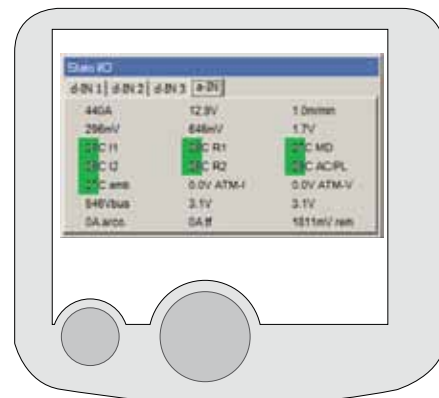 Stato I/O
d-IN 1 d-IN 2 d-IN 3 a-IN
440A 12.9V 1.0m/min
296mV 646mV 1.7V
C I1 C R1 C MD
C I2 C R2 C AC/PL
C amb 0.0V ATM-I 0.0V ATM-V
Vbus 3.1V 3.1V
0A arco 0A ff 1811mV rem